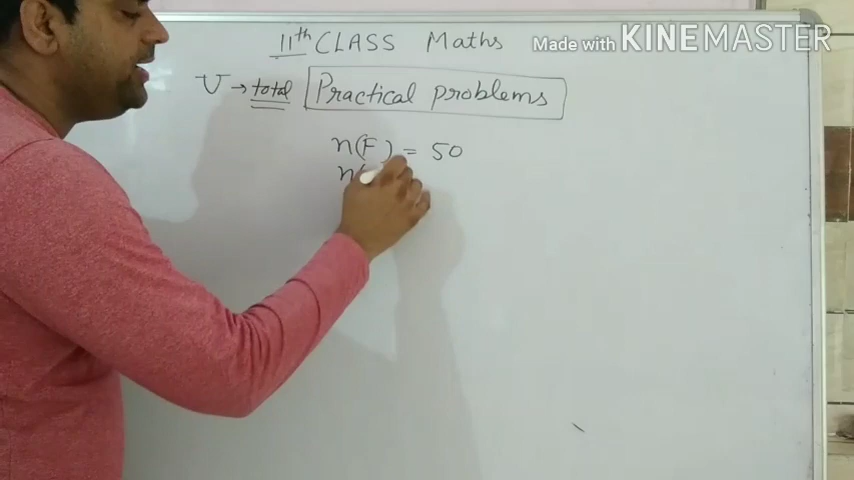 11th CLASS Maths
Made with KINEMASTER
U → total Practical problems
n(F) = 50
n(